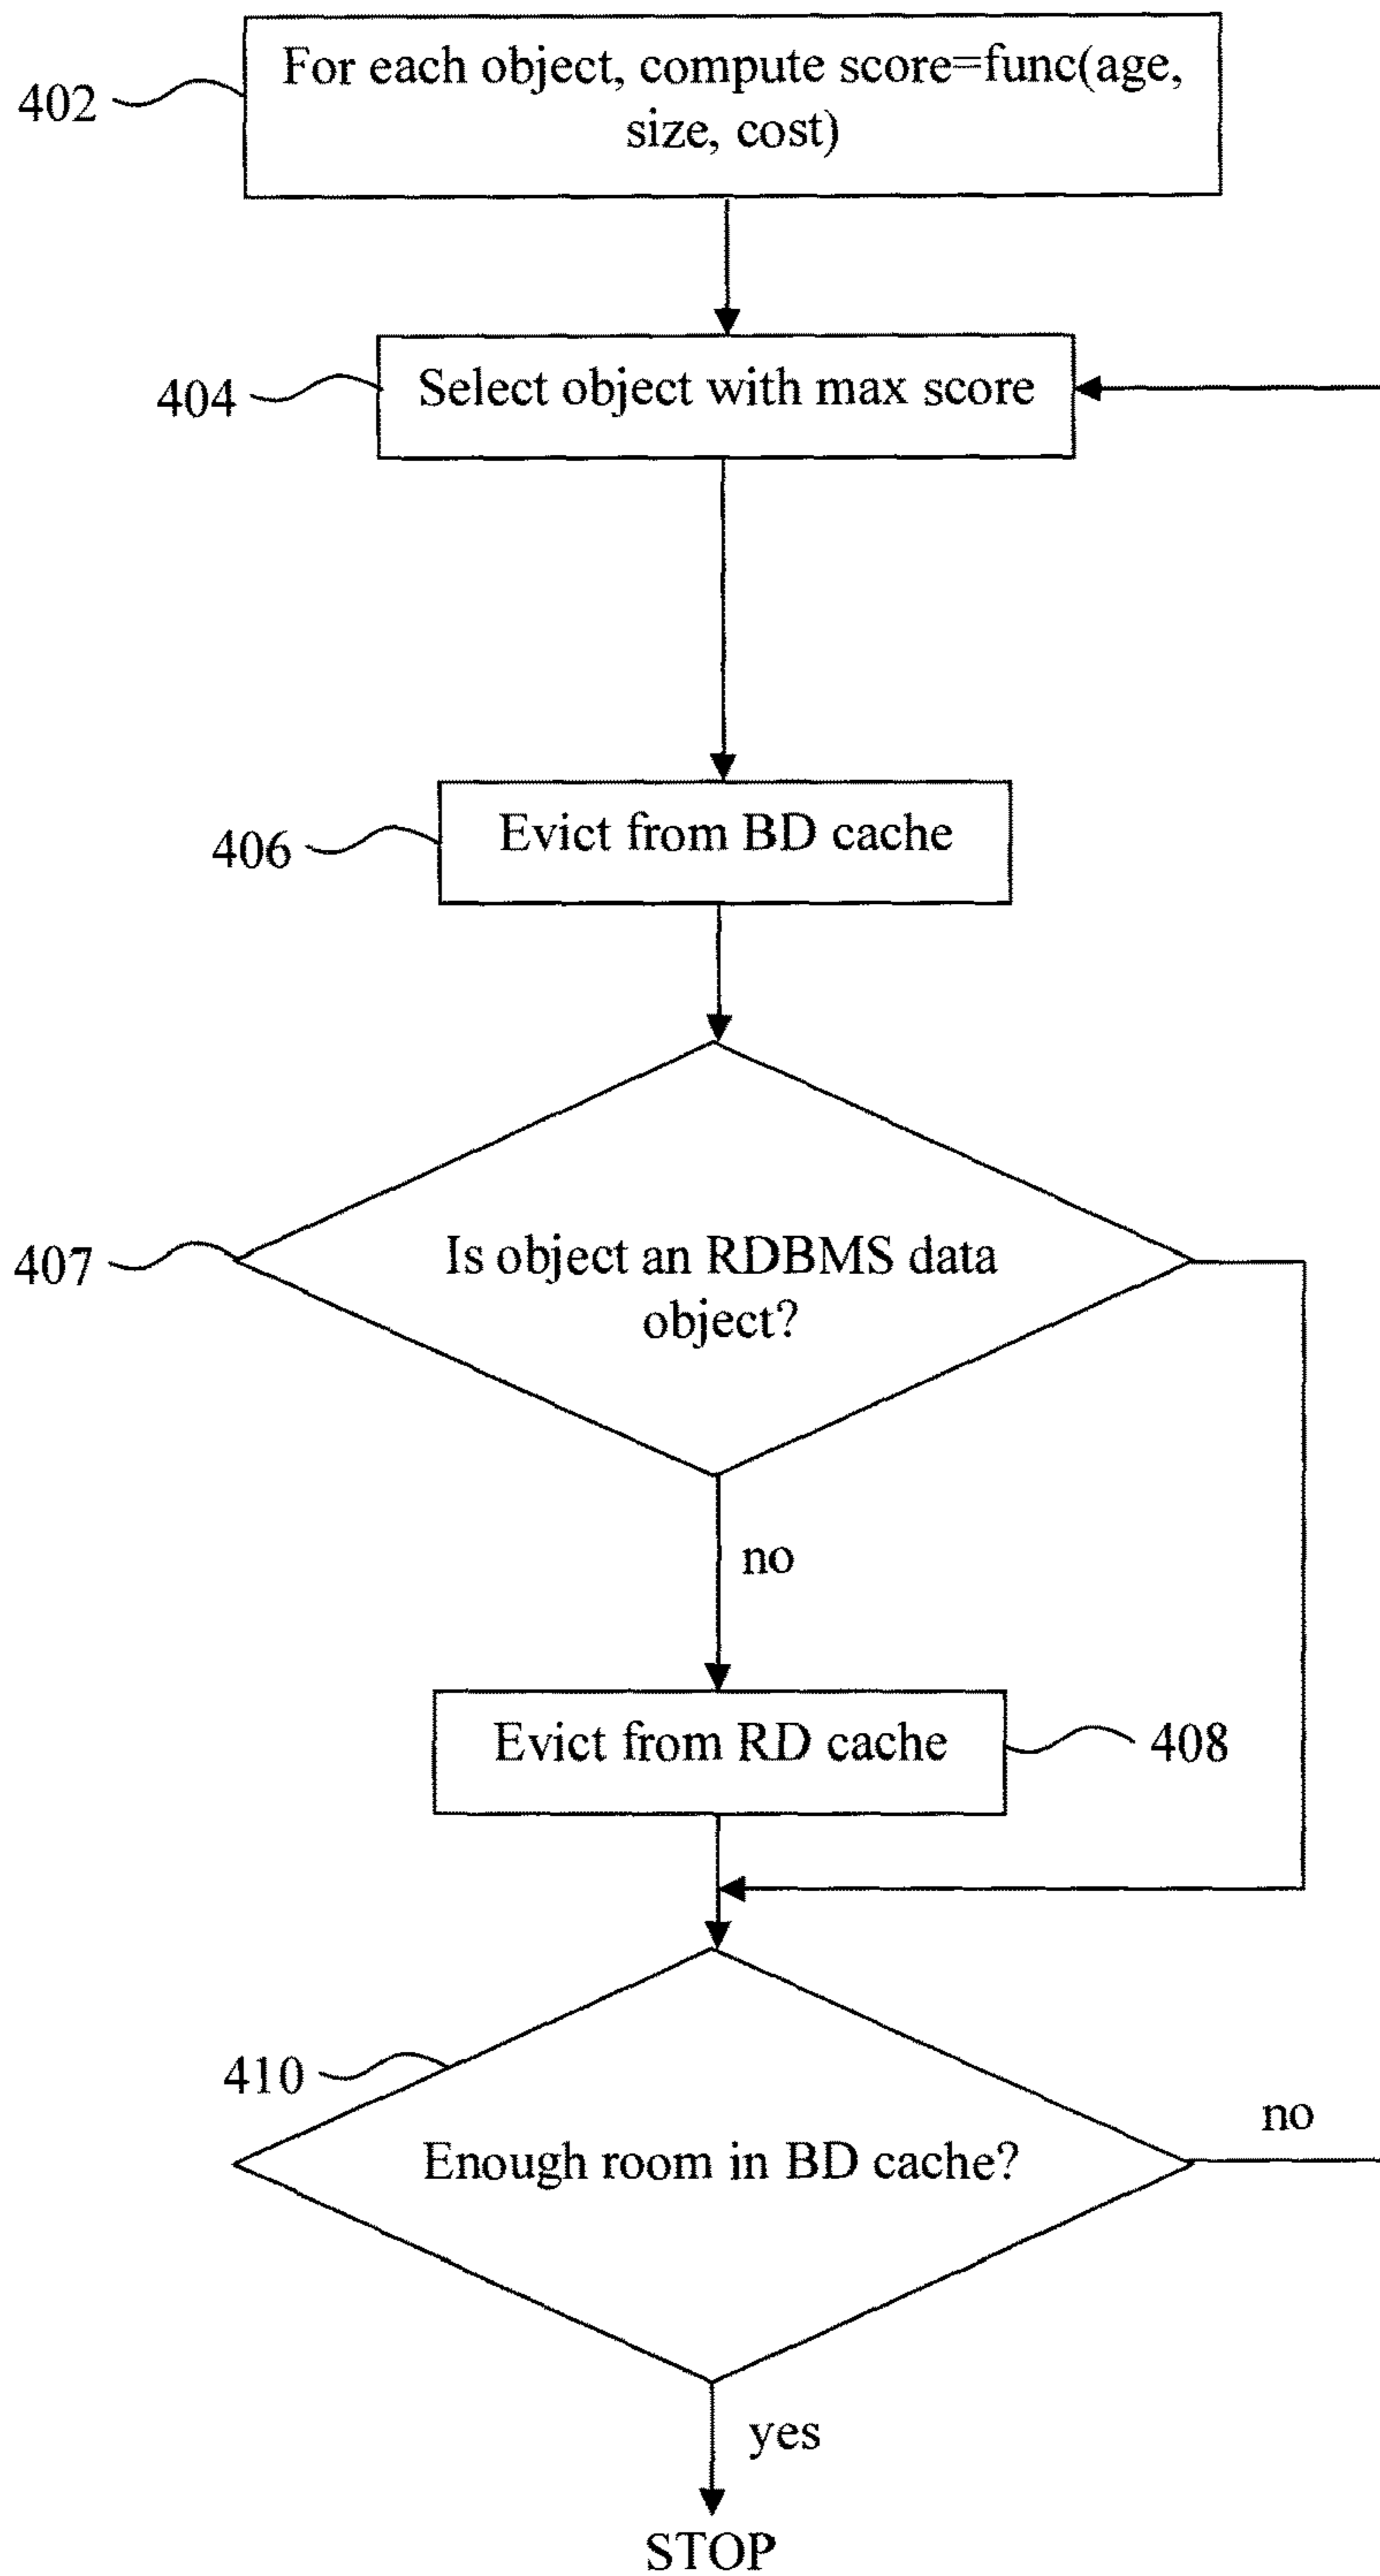 For each object, compute score=func(age,
size, cost)
402
Select object with max score
404
Evict from BD cache
406
Is object an RDBMS data
object?
407
no
Evict from RD cache
408
410
Enough room in BD cache?
no
yes
STOP